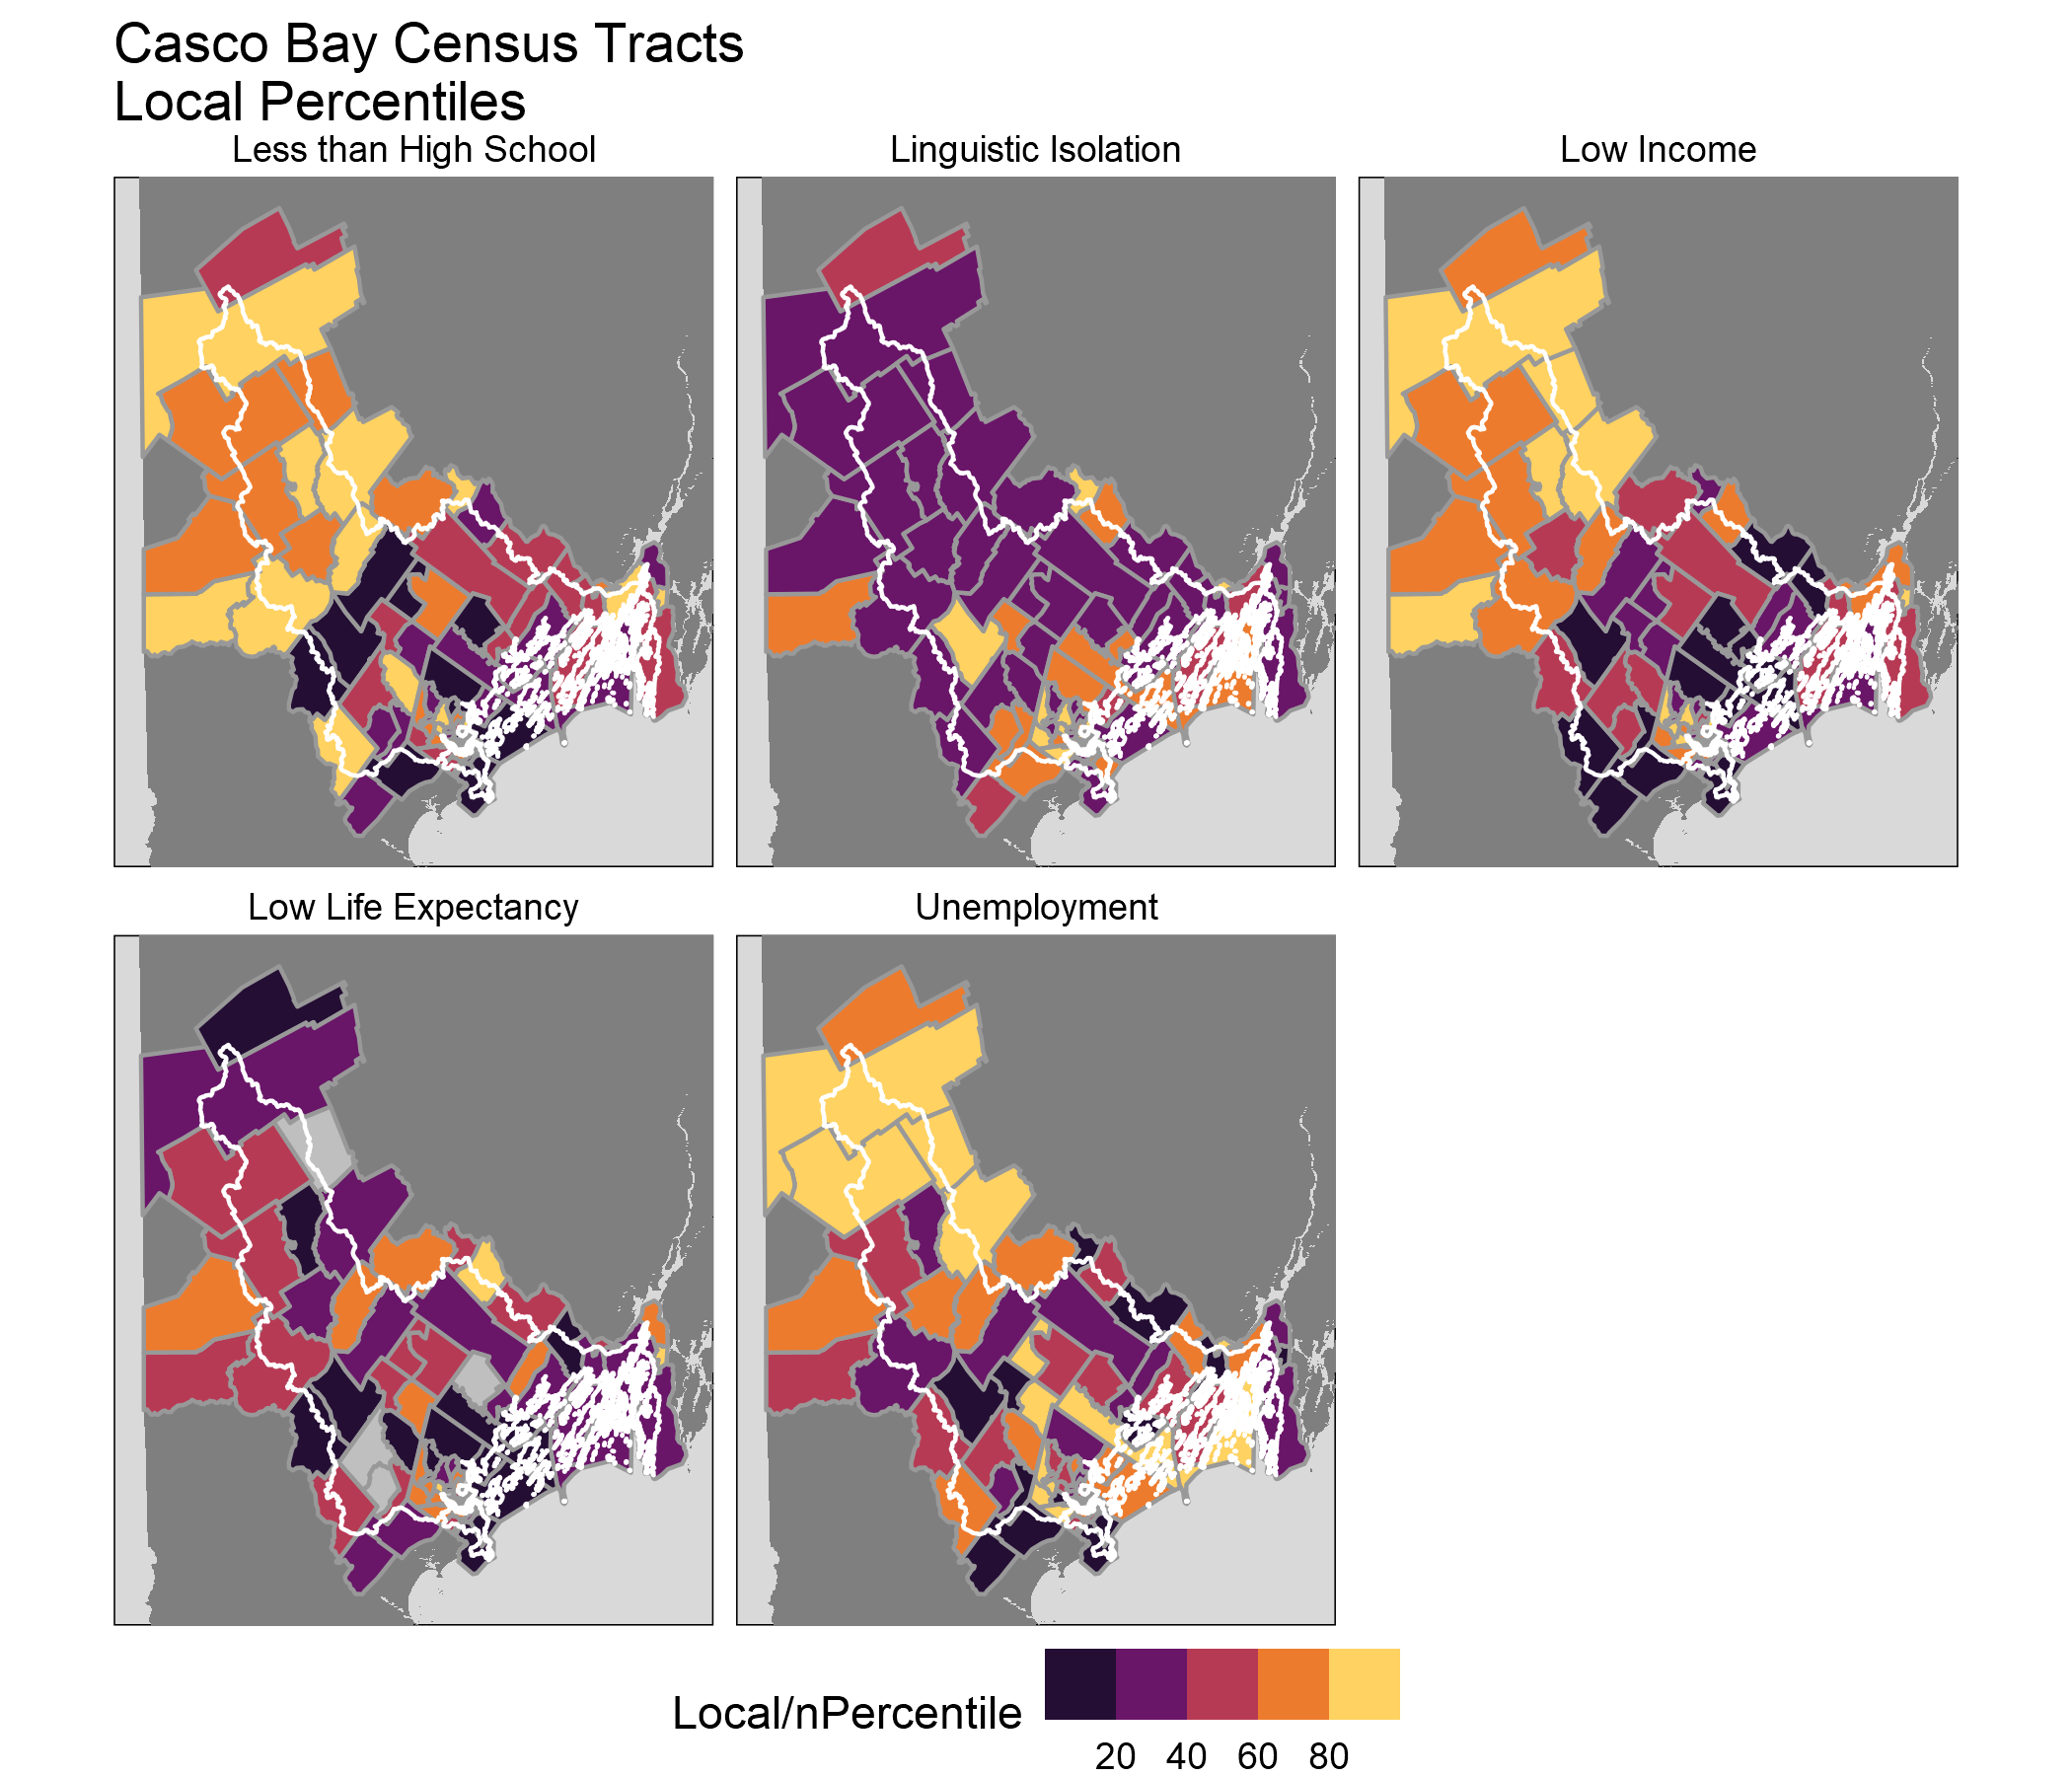 Casco Bay Census Tracts
Local Percentiles
Less than High School
Linguistic Isolation
Low Income
Low Life Expectancy
Unemployment
Local/nPercentile
20 40 60 80